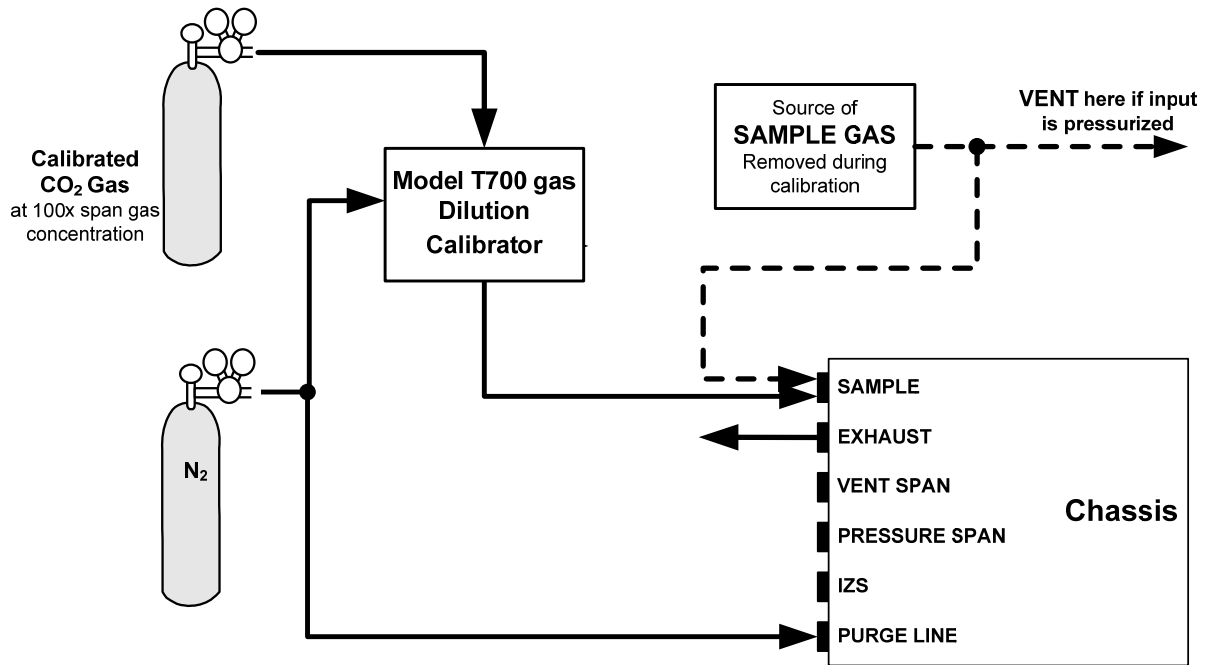 Calibrated
CO₂ Gas
at 100x span gas
concentration
Model T700 gas
Dilution
Calibrator
Source of
SAMPLE GAS
Removed during
calibration
VENT here if input
is pressurized
N₂
SAMPLE
EXHAUST
VENT SPAN
PRESSURE SPAN
IZS
PURGE LINE
Chassis